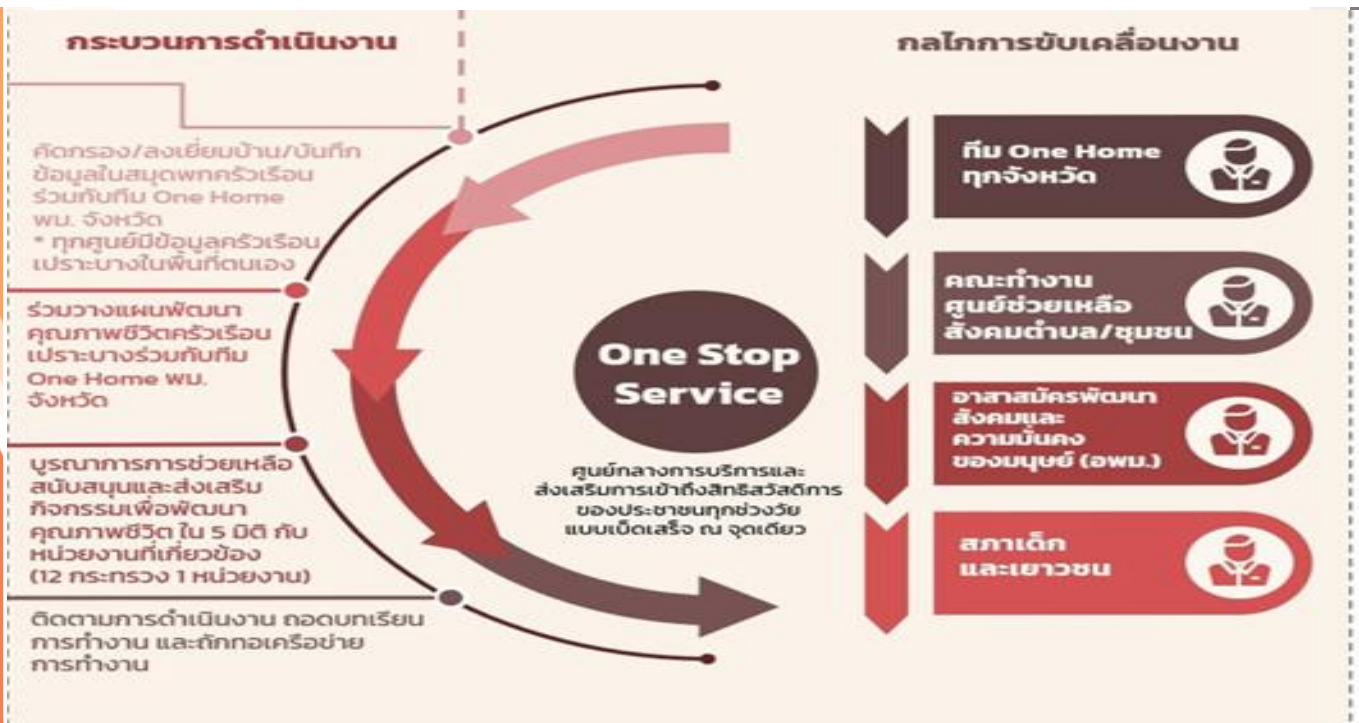 กระบวนการดำเนินงาน
คัดกรอง/ลงเยี่ยมบ้าน/บันทึก
ข้อมูลในสมุดพกครัวเรือน
ร่วมกับทีม One Home
พม. จังหวัด
* ทุกศูนย์มีข้อมูลครัวเรือน
เปราะบางในพื้นที่ตนเอง
ร่วมวางแผนพัฒนา
คุณภาพชีวิตครัวเรือน
เปราะบางร่วมกับทีม
One Home พม.
จังหวัด
บูรณาการการช่วยเหลือ
สนับสนุนและส่งเสริม
กิจกรรมเพื่อพัฒนา
คุณภาพชีวิต ใน 5 มิติ กับ
หน่วยงานที่เกี่ยวข้อง
(12 กระทรวง 1 หน่วยงาน)
ติดตามการดำเนินงาน ถอดบทเรียน
การทำงาน และถักทอเครือข่าย
การทำงาน
One Stop
Service
ศูนย์กลางการบริการและ
ส่งเสริมการเข้าถึงสิทธิสวัสดิการ
ของประชาชนทุกช่วงวัย
แบบเบ็ดเสร็จ ณ จุดเดียว
กลไกการขับเคลื่อนงาน
ทีม One Home
ทุกจังหวัด
คณะทำงาน
ศูนย์ช่วยเหลือ
สังคมตำบล/ชุมชน
อาสาสมัครพัฒนา
สังคมและ
ความมั่นคง
ของมนุษย์ (อพม.)
สภาเด็ก
และเยาวชน